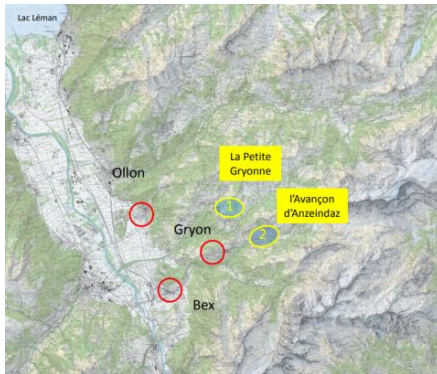 Lac Léman
La Petite
Gryonne
Ollon
l'Avançon
d'Anzeindaz
1
Gryon
2
Bex